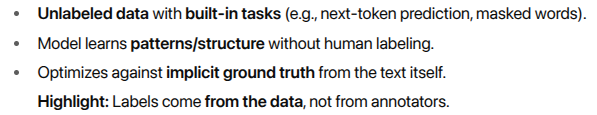 • Unlabeled data with built-in tasks (e.g., next-token prediction, masked words).
• Model learns patterns/structure without human labeling.
• Optimizes against implicit ground truth from the text itself.
Highlight: Labels come from the data, not from annotators.